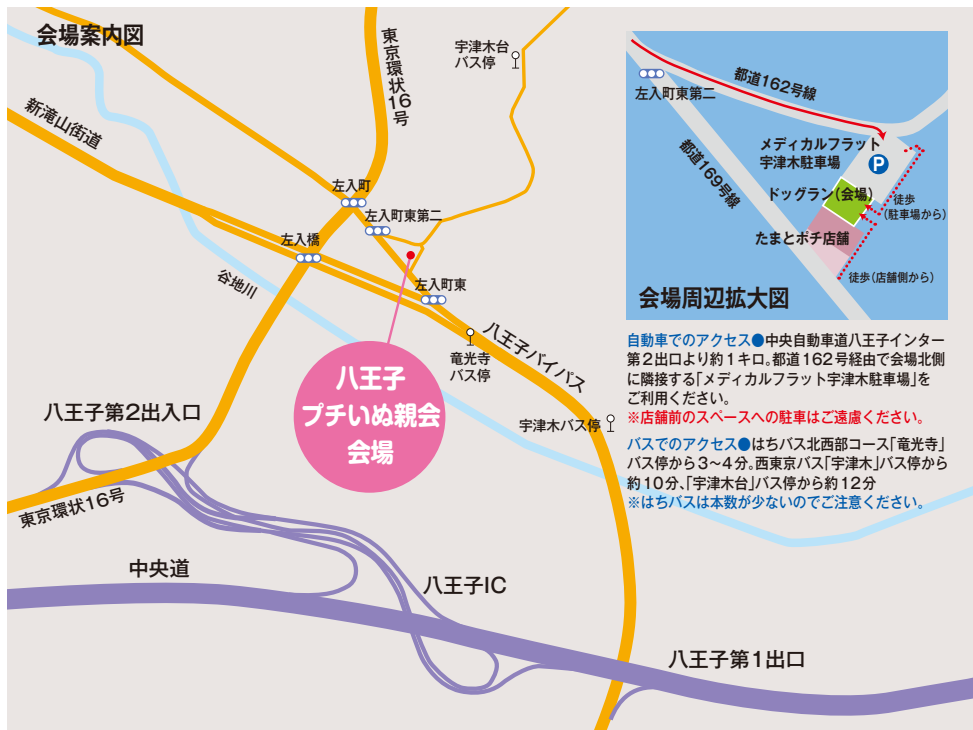 会場案内図
東京環状16号
宇津木台
バス停
新滝山街道
左入町
左入町東第二
左入橋
谷地川
左入町東
竜光寺
バス停
八王子バイパス
八王子
プチいぬ親会
会場
宇津木バス停
八王子第2出入口
東京環状16号
中央道
八王子IC
八王子第1出口
都道162号線
左入町東第二
都道169号線
メディカルフラット
宇津木駐車場
P
ドッグラン(会場)
徒歩
(駐車場から)
たまとポチ店舗
徒歩(店舗側から)
会場周辺拡大図
自動車でのアクセス●中央自動車道八王子インター
第2出口より約1キロ。都道162号経由で会場北側
に隣接する「メディカルフラット宇津木駐車場」を
ご利用ください。
※店舗前のスペースへの駐車はご遠慮ください。
バスでのアクセス●はちバス北西部コース「竜光寺」
バス停から3〜4分。西東京バス「宇津木」バス停から
約10分、「宇津木台」バス停から約12分
※はちバスは本数が少ないのでご注意ください。